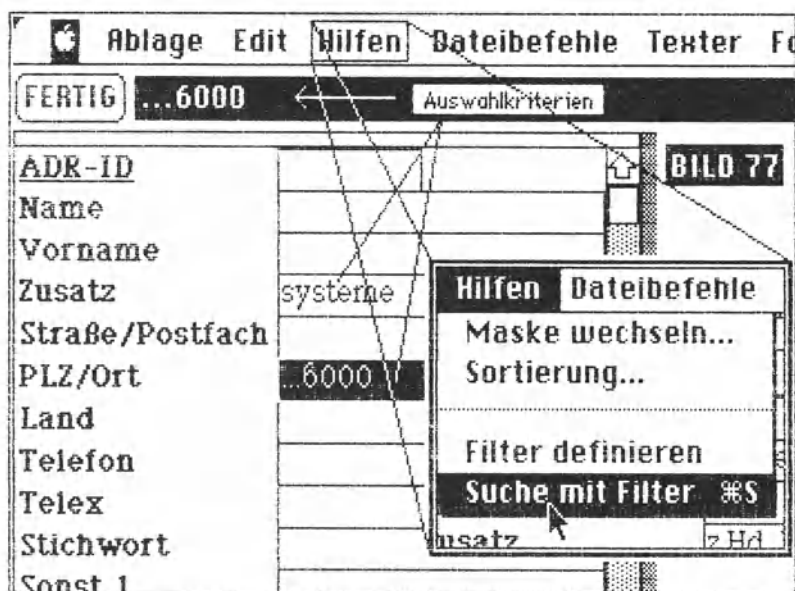 Ablage Edit Hilfen Dateibefehle Texter
FERTIG ...6000 Auswahlkriterien
BILD 77
ADR-ID
Name
Vorname
Zusatz systeme
Straße/Postfach
PLZ/Ort ...6000
Land
Telefon
Telex
Stichwort
Sonst.1
Hilfen Dateibefehle
Maske wechseln...
Sortierung...
Filter definieren
Suche mit Filter ⌘S
usatz z.Hd